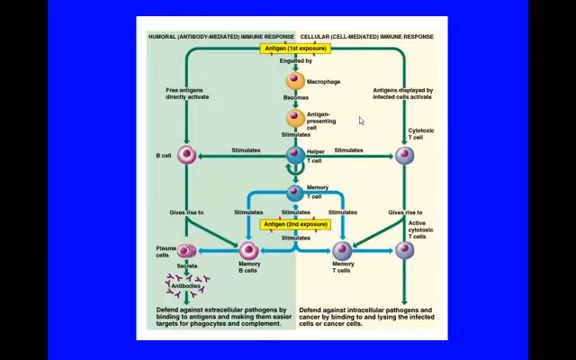 HUMORAL (ANTIBODY-MEDIATED) IMMUNE RESPONSE
CELLULAR (CELL-MEDIATED) IMMUNE RESPONSE
Antigen (1st exposure)
Engulfed by
Macrophage
Free antigens
directly activate
Antigens displayed by
infected cells activate
Becomes
Antigen-
presenting
cell
Stimulates
Cytotoxic
T cell
B cell
Stimulates
Helper
T cell
Stimulates
Memory
T cell
Gives rise to
Stimulates
Stimulates
Stimulates
Gives rise to
Antigen (2nd exposure)
Active
cytotoxic
T cells
Stimulates
Plasma
cells
Memory
B cells
Memory
T cells
Secrete
Antibodies
Defend against extracellular pathogens by
binding to antigens and making them easier
targets for phagocytes and complement.
Defend against intracellular pathogens and
cancer by binding to and lysing the infected
cells or cancer cells.